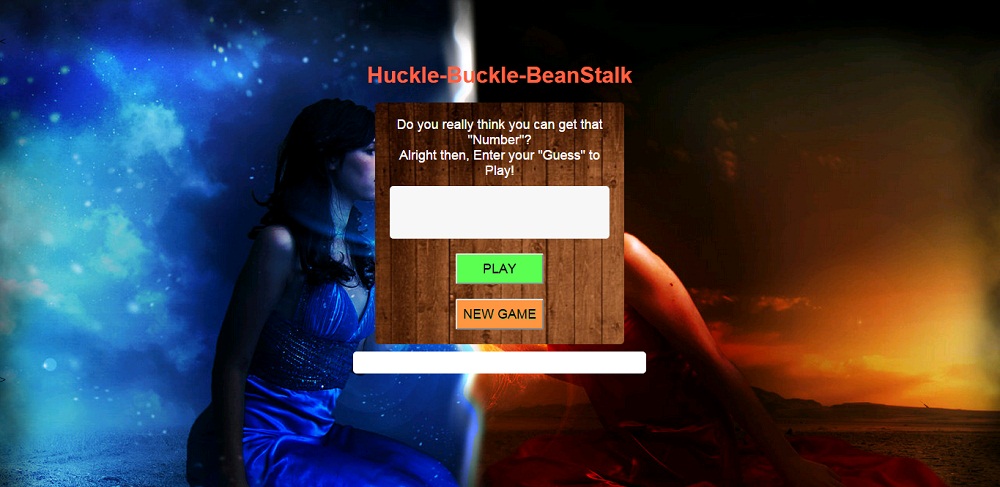 Huckle-Buckle-BeanStalk
Do you really think you can get that
"Number"?
Alright then, Enter your "Guess" to
Play!
PLAY
NEW GAME